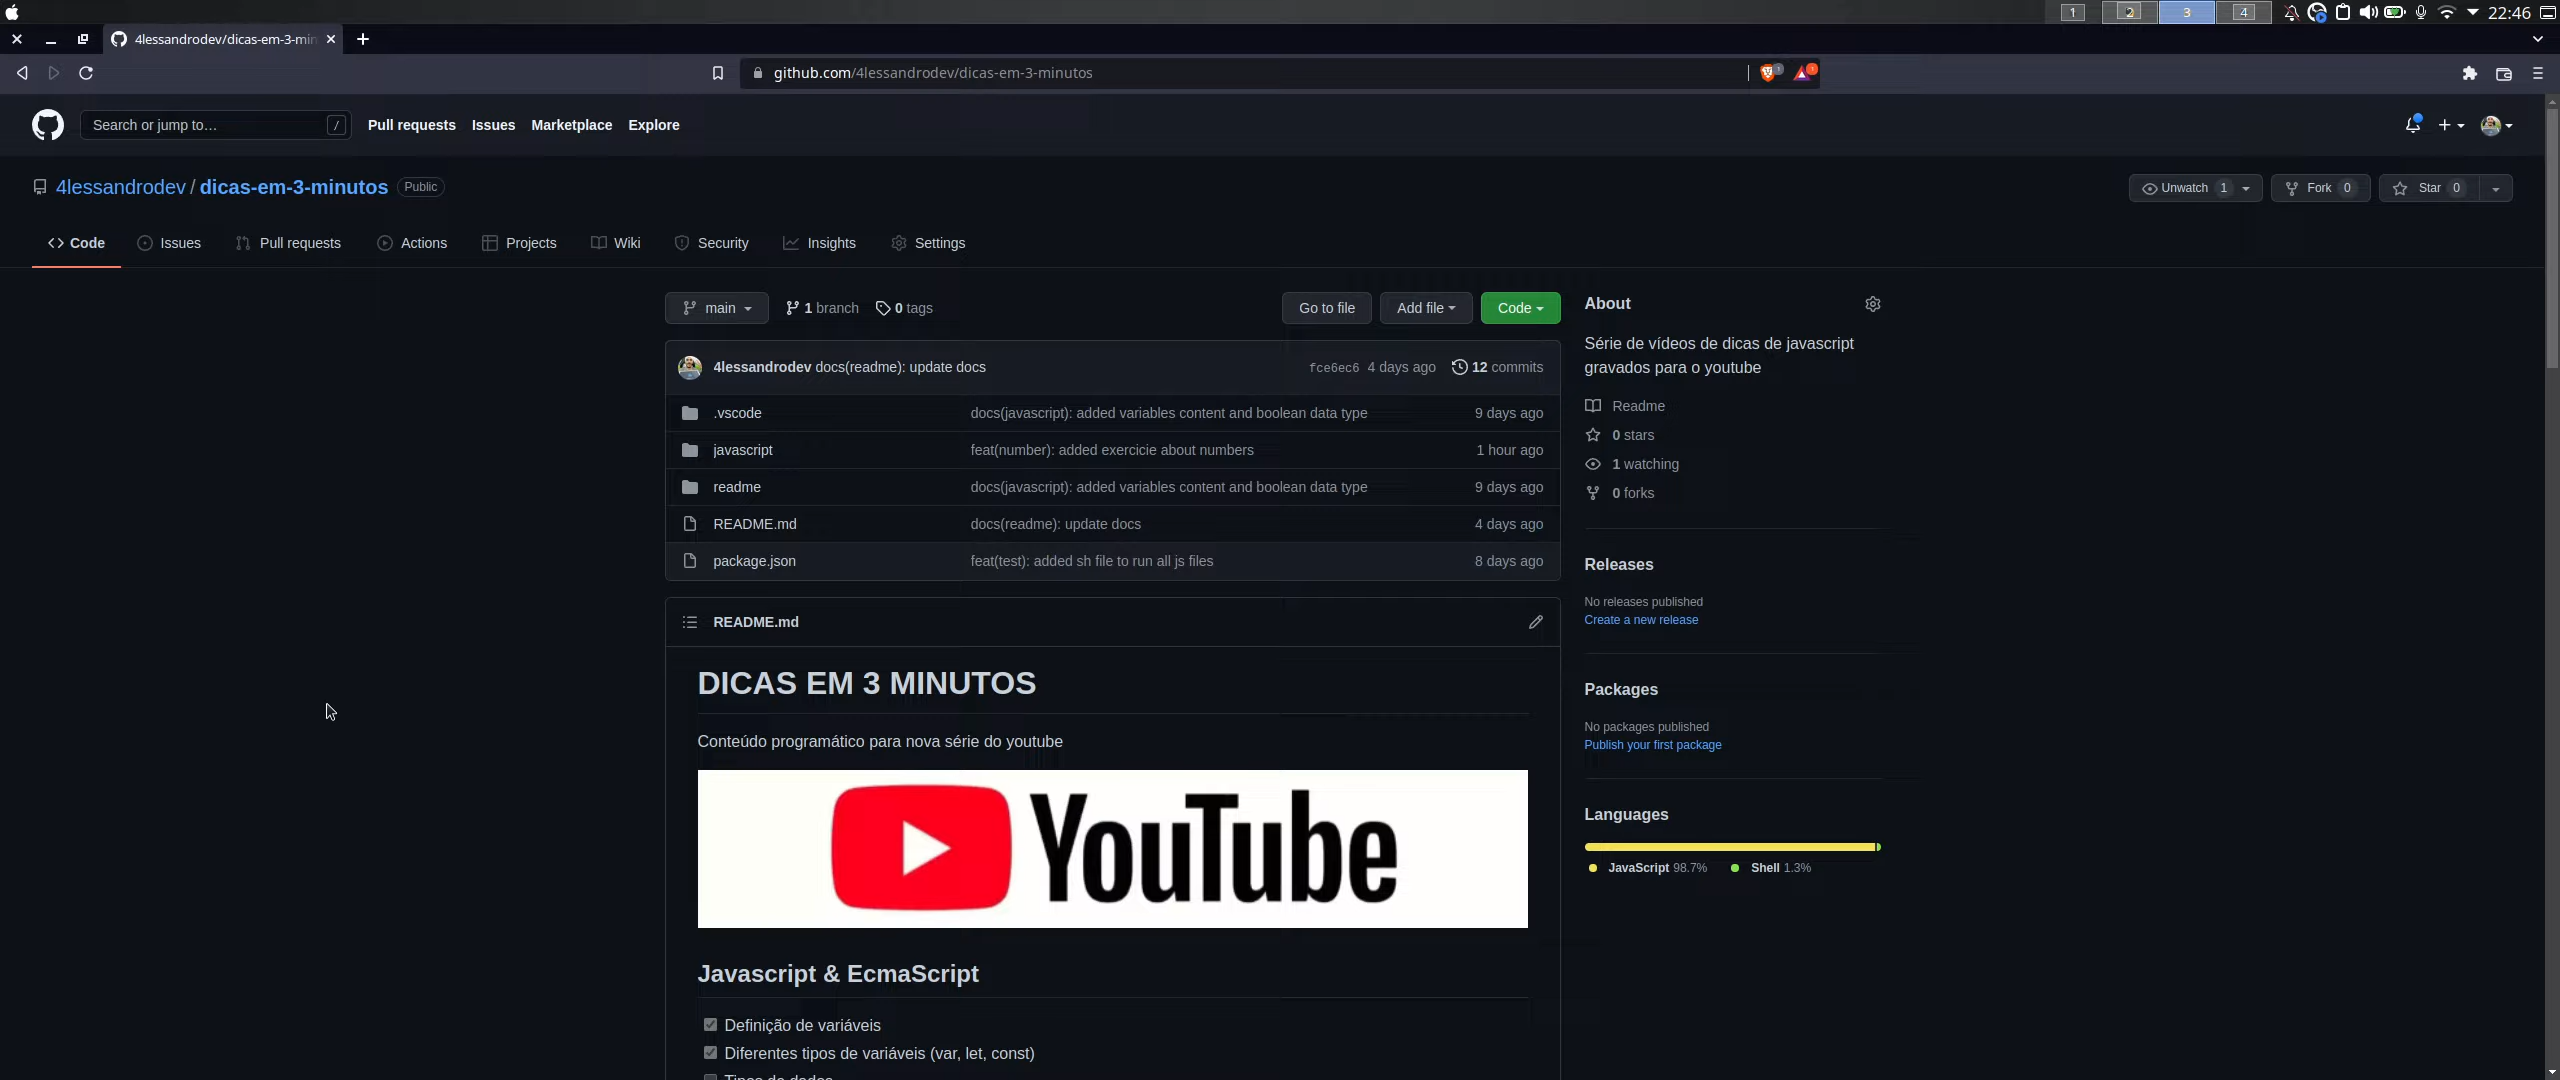 1 2 3 4 22:46
4lessandrodev/dicas-em-3-min
github.com/4lessandrodev/dicas-em-3-minutos
Search or jump to… / Pull requests Issues Marketplace Explore
4lessandrodev / dicas-em-3-minutos Public Unwatch 1 Fork 0 Star 0
Code Issues Pull requests Actions Projects Wiki Security Insights Settings
main 1 branch 0 tags Go to file Add file Code
4lessandrodev docs(readme): update docs fce6ec6 4 days ago 12 commits
.vscode docs(javascript): added variables content and boolean data type 9 days ago
javascript feat(number): added exercicie about numbers 1 hour ago
readme docs(javascript): added variables content and boolean data type 9 days ago
README.md docs(readme): update docs 4 days ago
package.json feat(test): added sh file to run all js files 8 days ago
README.md
DICAS EM 3 MINUTOS
Conteúdo programático para nova série do youtube
YouTube
Javascript & EcmaScript
Definição de variáveis
Diferentes tipos de variáveis (var, let, const)
Tipos de dados
About
Série de vídeos de dicas de javascript
gravados para o youtube
Readme
0 stars
1 watching
0 forks
Releases
No releases published
Create a new release
Packages
No packages published
Publish your first package
Languages
JavaScript 98.7% Shell 1.3%